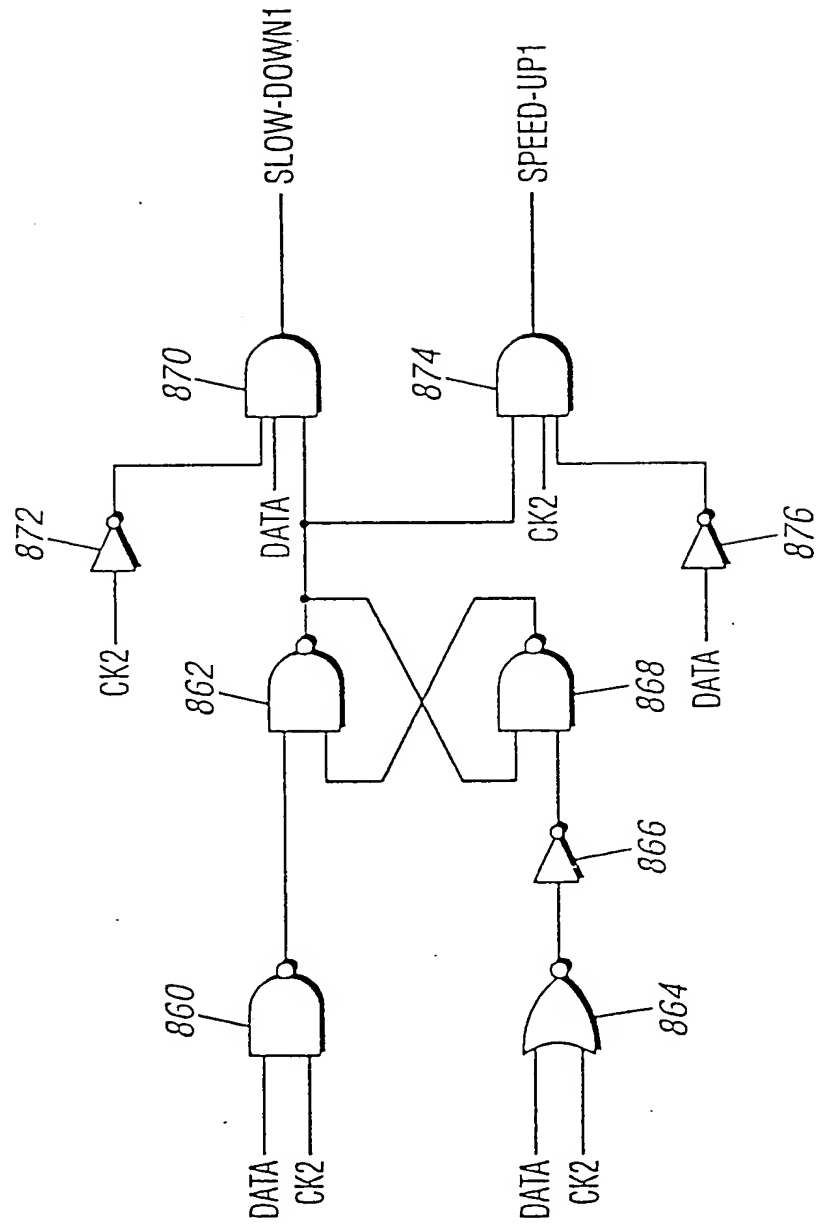 CK2
872
870
SLOW-DOWN1
DATA
862
860
DATA
CK2
874
SPEED-UP1
CK2
868
866
864
DATA
CK2
876
DATA